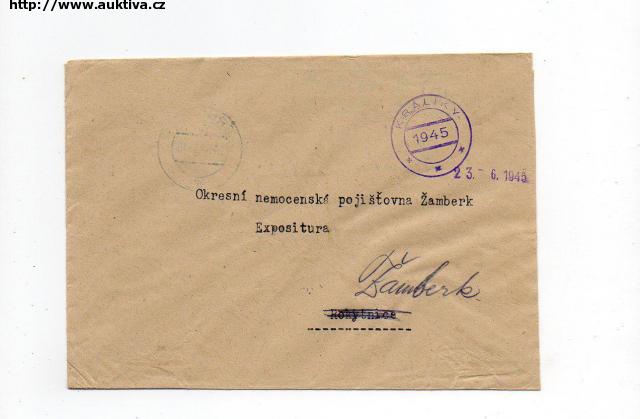 http://www.auktiva.cz
KRÁLÍKY
1945
23. 6. 1945
Okresní nemocenská pojišťovna Žamberk
Expositura
Žamberk
Rokytnice